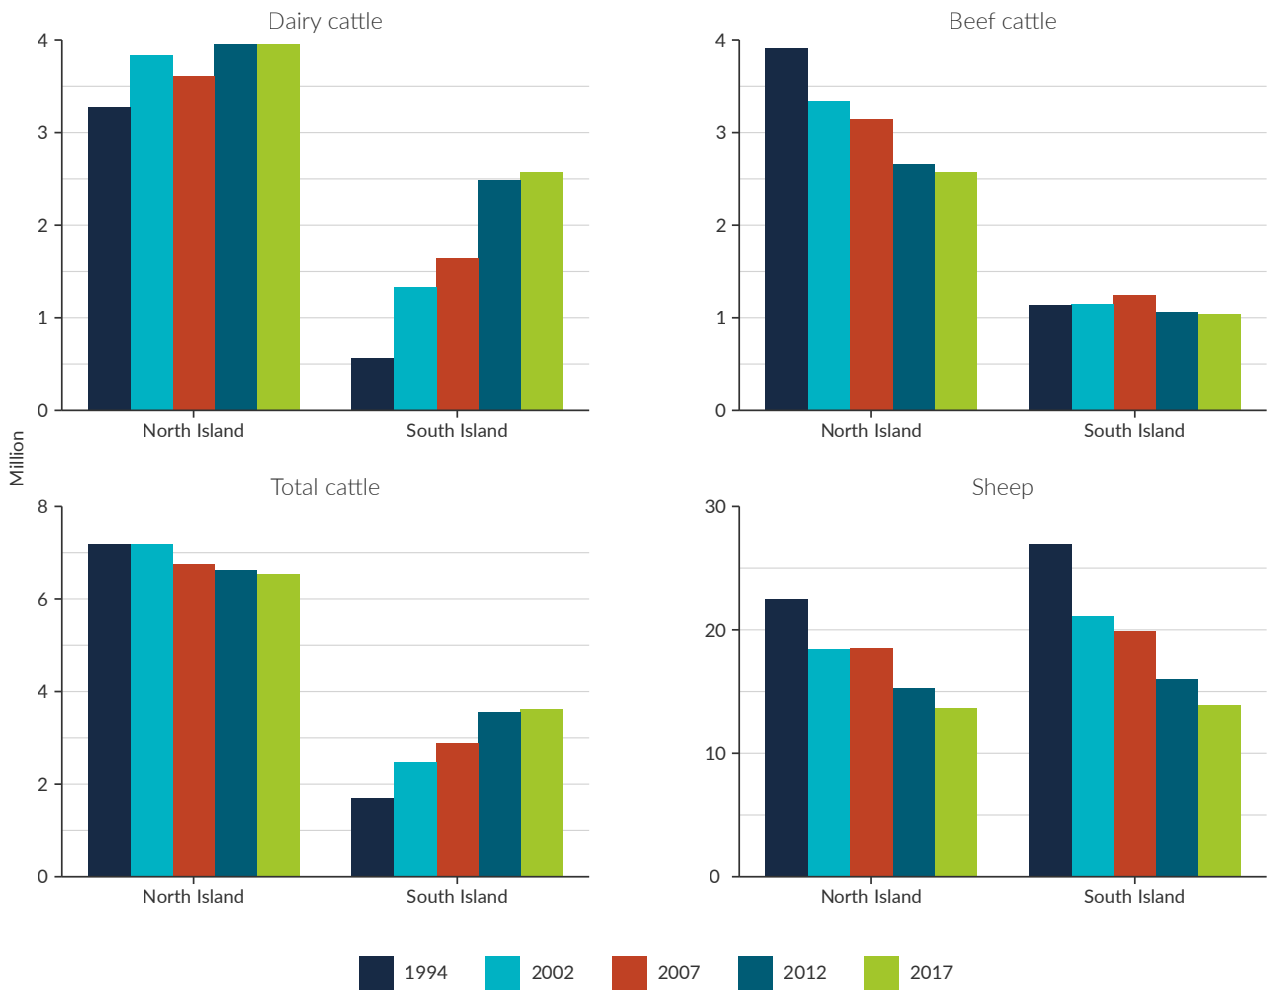 Dairy cattle
4
3
2
1
0
North Island South Island
Beef cattle
4
3
2
1
0
North Island South Island
Million
Total cattle
8
6
4
2
0
North Island South Island
Sheep
30
20
10
0
North Island South Island
1994 2002 2007 2012 2017